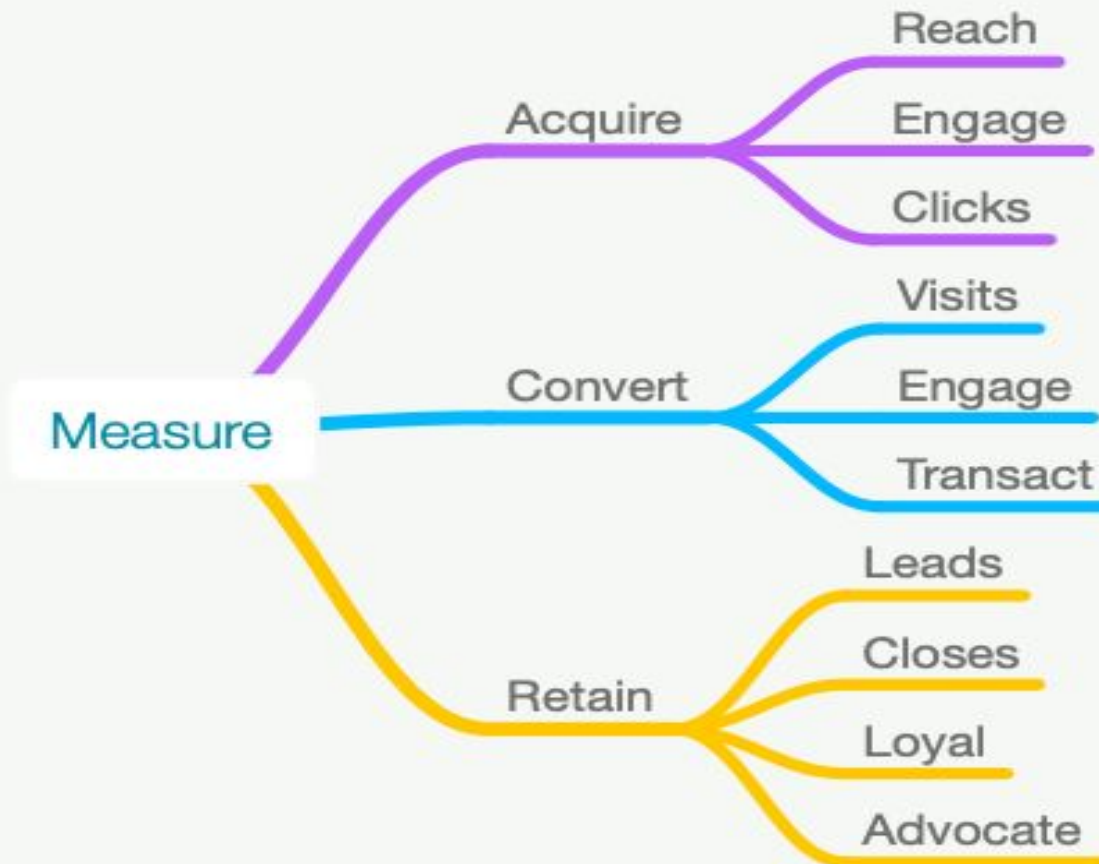 Measure
Acquire
Reach
Engage
Clicks
Convert
Visits
Engage
Transact
Retain
Leads
Closes
Loyal
Advocate